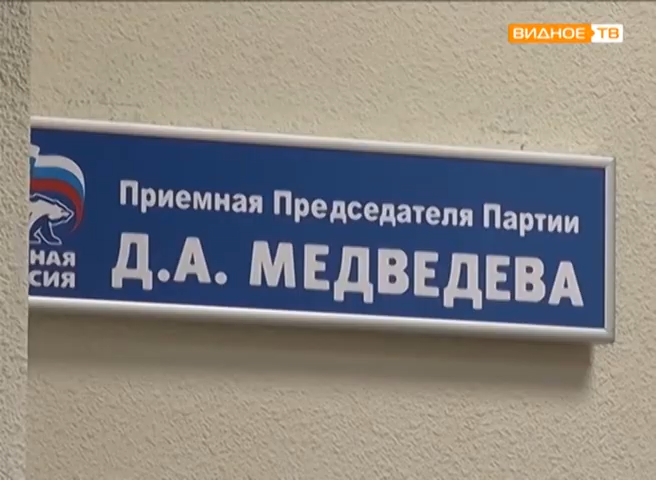 ВИДНОЕ ТВ
Приемная Председателя Партии
Д.А. МЕДВЕДЕВА
НАЯ
СИЯ